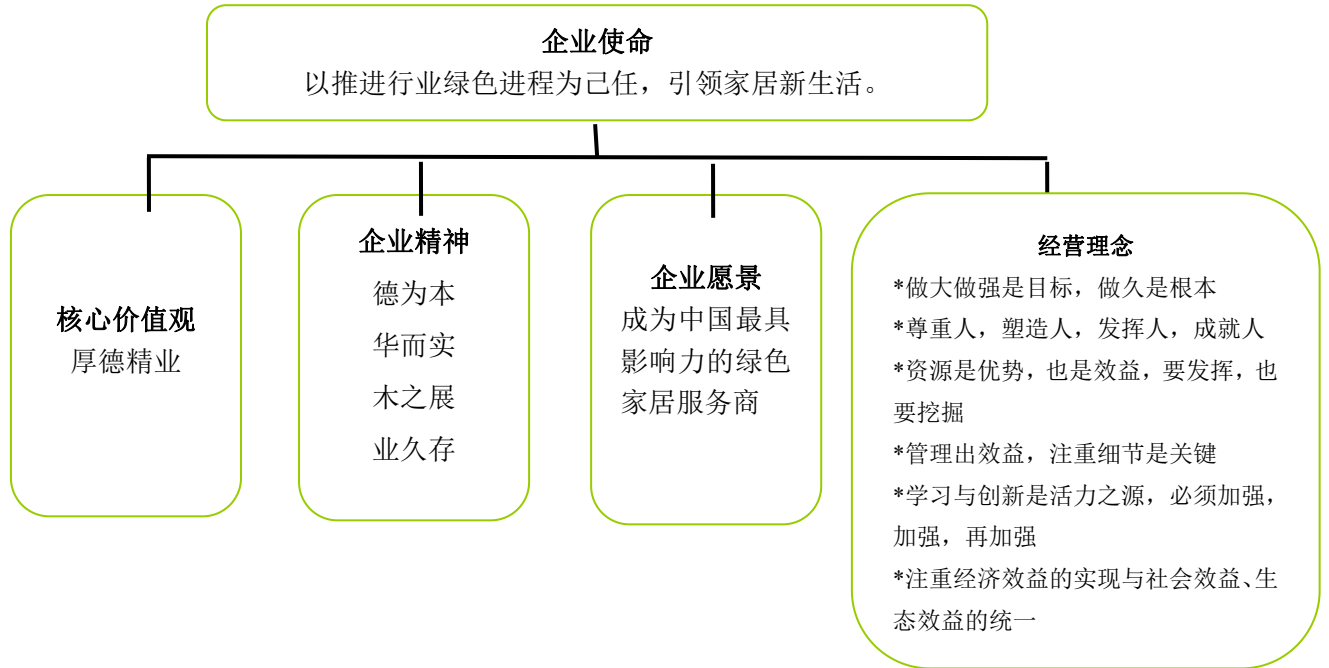 企业使命
以推进行业绿色进程为己任，引领家居新生活。
核心价值观
厚德精业
企业精神
德为本
华而实
木之展
业久存
企业愿景
成为中国最具
影响力的绿色
家居服务商
经营理念
*做大做强是目标，做久是根本
*尊重人，塑造人，发挥人，成就人
*资源是优势，也是效益，要发挥，也
要挖掘
*管理出效益，注重细节是关键
*学习与创新是活力之源，必须加强，
加强，再加强
*注重经济效益的实现与社会效益、生
态效益的统一